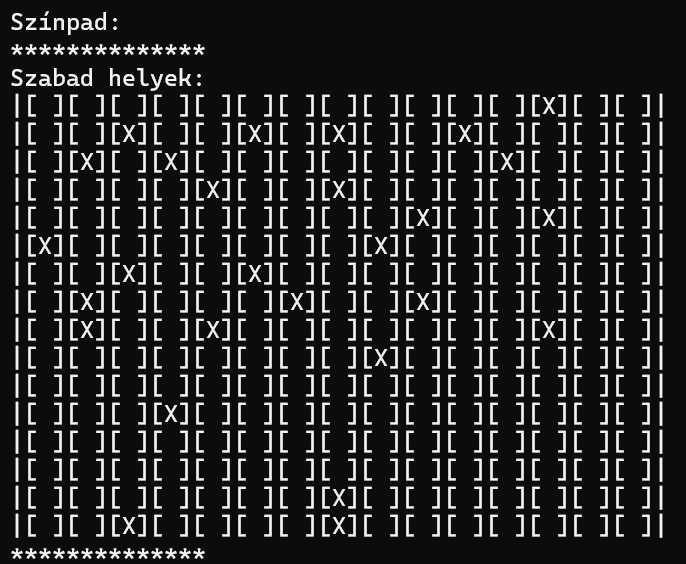 Színpad:
**************
Szabad helyek:
|[ ][ ][ ][ ][ ][ ][ ][ ][ ][ ][ ][ ][X][ ][ ]|
|[ ][ ][X][ ][ ][X][ ][X][ ][ ][X][ ][ ][ ][ ]|
|[ ][X][ ][X][ ][ ][ ][ ][ ][ ][ ][X][ ][ ][ ]|
|[ ][ ][ ][ ][X][ ][ ][X][ ][ ][ ][ ][ ][ ][ ]|
|[ ][ ][ ][ ][ ][ ][ ][ ][ ][X][ ][ ][X][ ][ ]|
|[X][ ][ ][ ][ ][ ][ ][ ][X][ ][ ][ ][ ][ ][ ]|
|[ ][ ][X][ ][ ][X][ ][ ][ ][ ][ ][ ][ ][ ][ ]|
|[ ][X][ ][ ][ ][ ][X][ ][ ][X][ ][ ][ ][ ][ ]|
|[ ][X][ ][ ][X][ ][ ][ ][ ][ ][ ][ ][X][ ][ ]|
|[ ][ ][ ][ ][ ][ ][ ][ ][X][ ][ ][ ][ ][ ][ ]|
|[ ][ ][ ][ ][ ][ ][ ][ ][ ][ ][ ][ ][ ][ ][ ]|
|[ ][ ][ ][X][ ][ ][ ][ ][ ][ ][ ][ ][ ][ ][ ]|
|[ ][ ][ ][ ][ ][ ][ ][ ][ ][ ][ ][ ][ ][ ][ ]|
|[ ][ ][ ][ ][ ][ ][ ][ ][ ][ ][ ][ ][ ][ ][ ]|
|[ ][ ][ ][ ][ ][ ][ ][X][ ][ ][ ][ ][ ][ ][ ]|
|[ ][ ][X][ ][ ][ ][ ][X][ ][ ][ ][ ][ ][ ][ ]|
**************